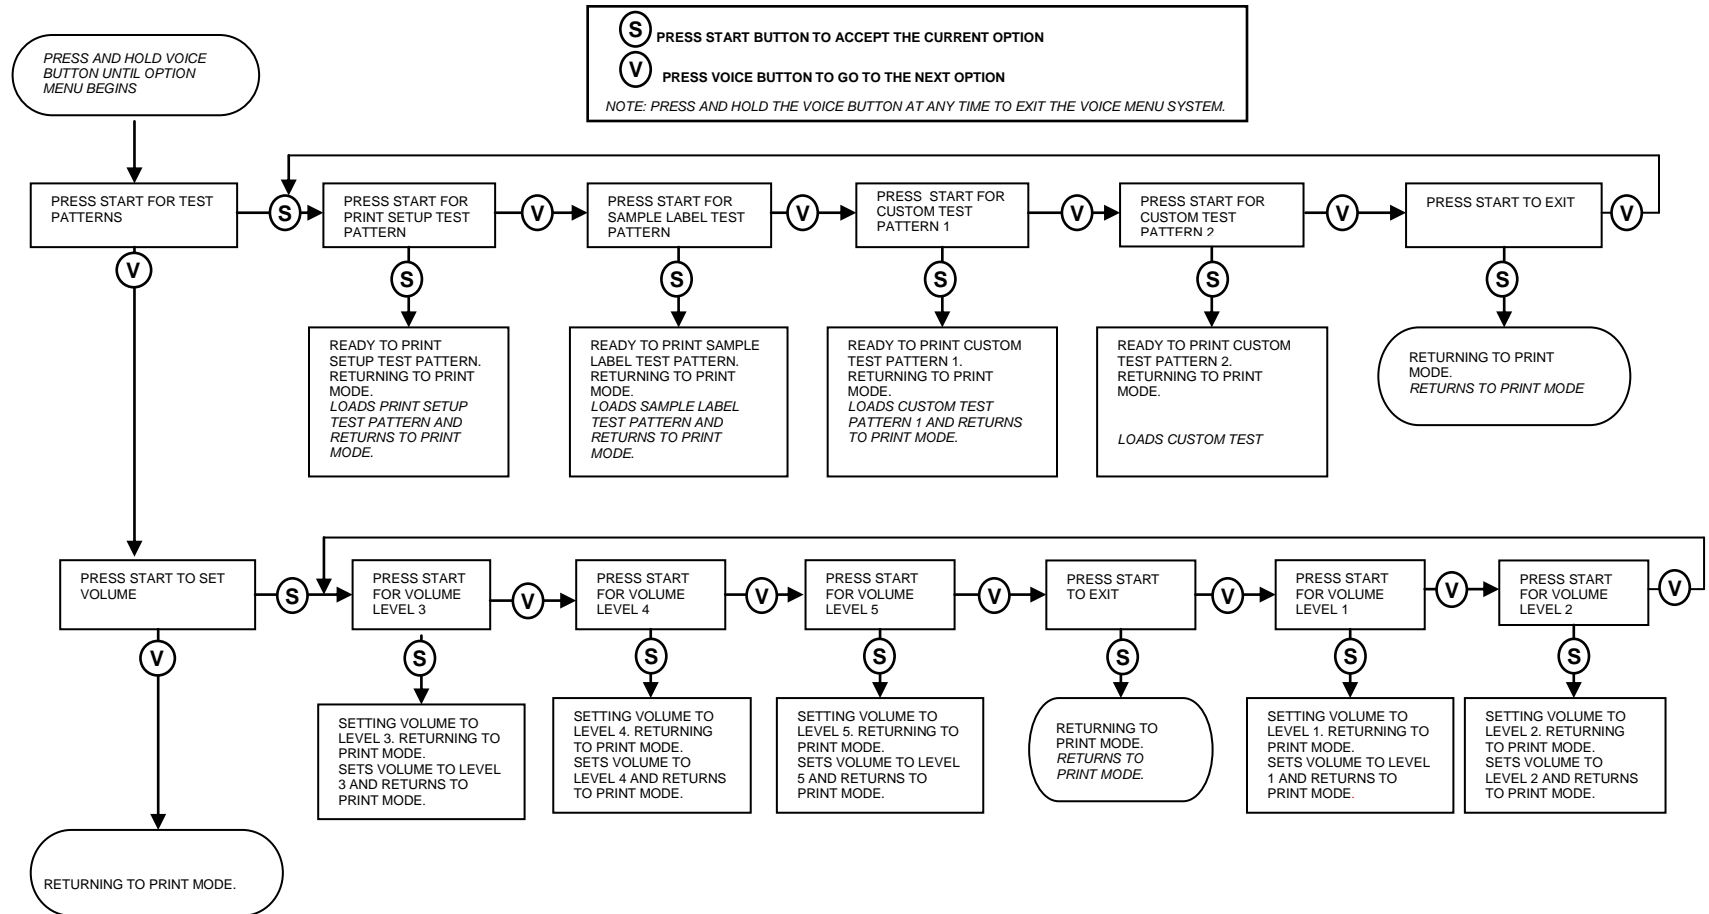 S PRESS START BUTTON TO ACCEPT THE CURRENT OPTION
V PRESS VOICE BUTTON TO GO TO THE NEXT OPTION
NOTE: PRESS AND HOLD THE VOICE BUTTON AT ANY TIME TO EXIT THE VOICE MENU SYSTEM.
PRESS AND HOLD VOICE
BUTTON UNTIL OPTION
MENU BEGINS
PRESS START FOR TEST
PATTERNS
S
PRESS START FOR
PRINT SETUP TEST
PATTERN
V
PRESS START FOR
SAMPLE LABEL TEST
PATTERN
V
PRESS START FOR
CUSTOM TEST
PATTERN 1
V
PRESS START FOR
CUSTOM TEST
PATTERN 2
V
PRESS START TO EXIT
V
V
S
S
S
S
S
READY TO PRINT
SETUP TEST PATTERN.
RETURNING TO PRINT
MODE.
LOADS PRINT SETUP
TEST PATTERN AND
RETURNS TO PRINT
MODE.
READY TO PRINT SAMPLE
LABEL TEST PATTERN.
RETURNING TO PRINT
MODE.
LOADS SAMPLE LABEL
TEST PATTERN AND
RETURNS TO PRINT
MODE.
READY TO PRINT CUSTOM
TEST PATTERN 1.
RETURNING TO PRINT
MODE.
LOADS CUSTOM TEST
PATTERN 1 AND RETURNS
TO PRINT MODE.
READY TO PRINT CUSTOM
TEST PATTERN 2.
RETURNING TO PRINT
MODE.
LOADS CUSTOM TEST
RETURNING TO PRINT
MODE.
RETURNS TO PRINT MODE
PRESS START TO SET
VOLUME
S
PRESS START
FOR VOLUME
LEVEL 3
V
PRESS START
FOR VOLUME
LEVEL 4
V
PRESS START
FOR VOLUME
LEVEL 5
V
PRESS START
TO EXIT
V
PRESS START
FOR VOLUME
LEVEL 1
V
PRESS START
FOR VOLUME
LEVEL 2
V
V
S
S
S
S
S
S
SETTING VOLUME TO
LEVEL 3. RETURNING TO
PRINT MODE.
SETS VOLUME TO LEVEL
3 AND RETURNS TO
PRINT MODE.
SETTING VOLUME TO
LEVEL 4. RETURNING
TO PRINT MODE.
SETS VOLUME TO
LEVEL 4 AND RETURNS
TO PRINT MODE.
SETTING VOLUME TO
LEVEL 5. RETURNING TO
PRINT MODE.
SETS VOLUME TO LEVEL
5 AND RETURNS TO
PRINT MODE.
RETURNING TO
PRINT MODE.
RETURNS TO
PRINT MODE.
SETTING VOLUME TO
LEVEL 1. RETURNING TO
PRINT MODE.
SETS VOLUME TO LEVEL
1 AND RETURNS TO
PRINT MODE.
SETTING VOLUME TO
LEVEL 2. RETURNING
TO PRINT MODE.
SETS VOLUME TO
LEVEL 2 AND RETURNS
TO PRINT MODE.
RETURNING TO PRINT MODE.